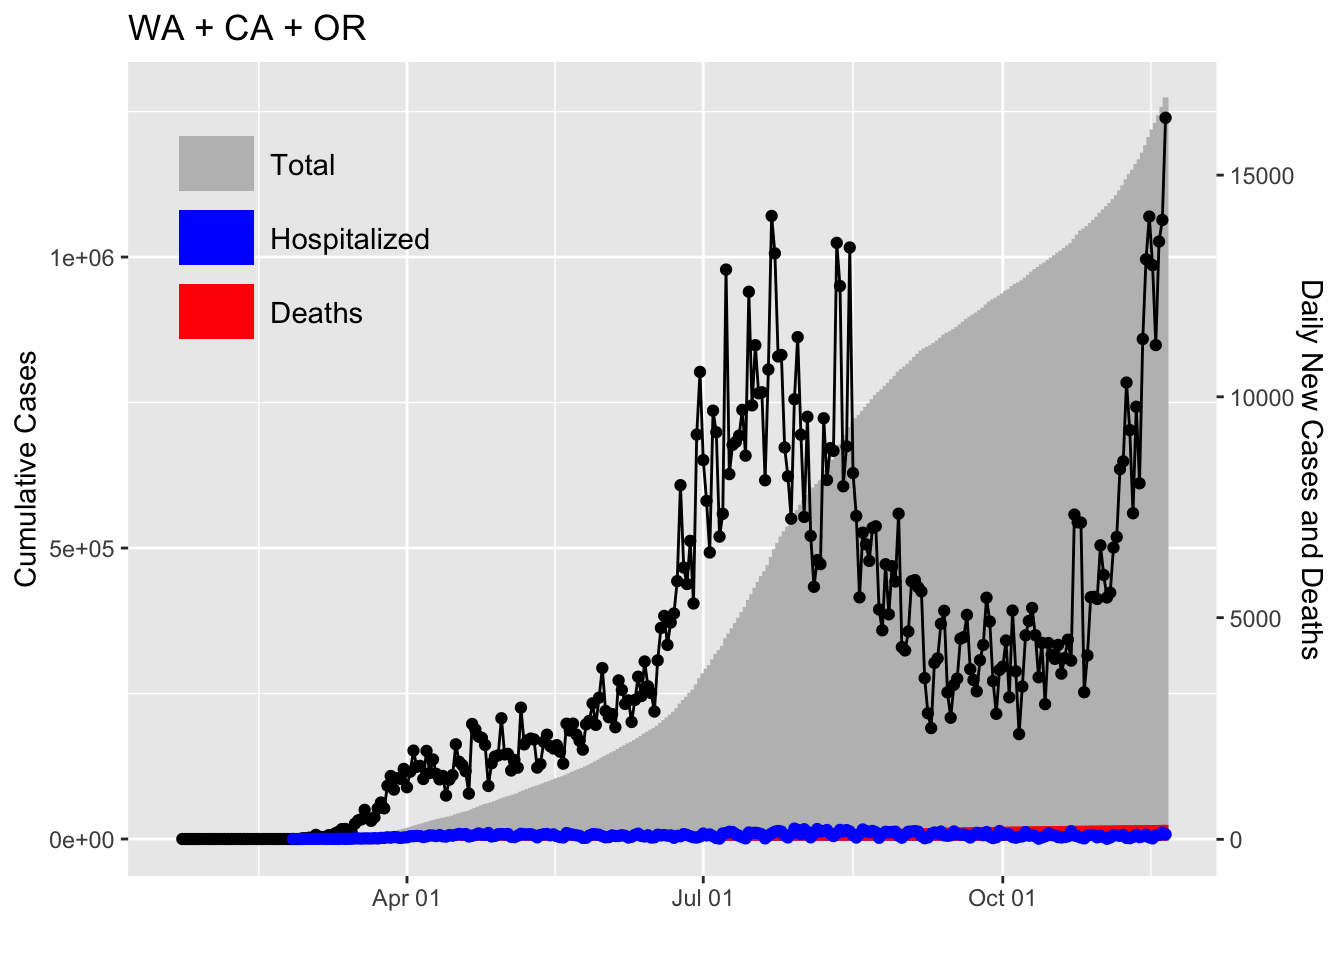 WA + CA + OR
Total
Hospitalized
Deaths
Cumulative Cases
1e+06
5e+05
0e+00
15000
10000
5000
0
Daily New Cases and Deaths
Apr 01
Jul 01
Oct 01